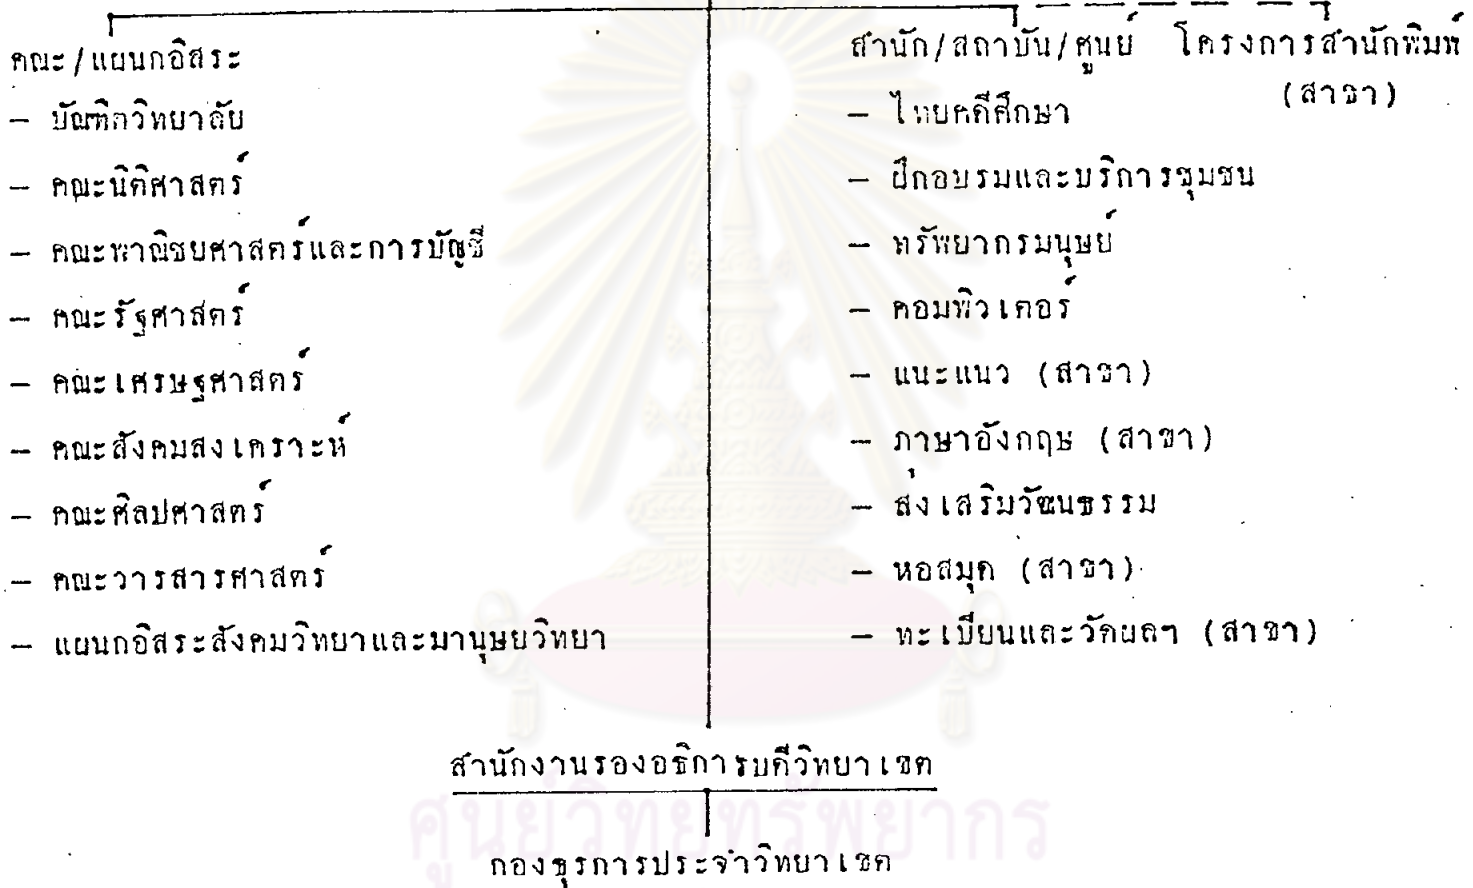 คณะ/แผนกอิสระ
– บัณฑิตวิทยาลัย
– คณะนิติศาสตร์
– คณะพาณิชยศาสตร์และการบัญชี
– คณะรัฐศาสตร์
– คณะเศรษฐศาสตร์
– คณะสังคมสงเคราะห์
– คณะศิลปศาสตร์
– คณะวารสารศาสตร์
– แผนกอิสระสังคมวิทยาและมานุษยวิทยา
สำนัก/สถาบัน/ศูนย์
– ไทยคดีศึกษา
– ฝึกอบรมและบริการชุมชน
– ทรัพยากรมนุษย์
– คอมพิวเตอร์
– แนะแนว (สาขา)
– ภาษาอังกฤษ (สาขา)
– ส่งเสริมวัฒนธรรม
– หอสมุด (สาขา)
– ทะเบียนและวัดผลฯ (สาขา)
โครงการสำนักพิมพ์
(สาขา)
สำนักงานรองอธิการบดีวิทยาเขต
กองธุรการประจำวิทยาเขต
ศูนย์วิทยทรัพยากร